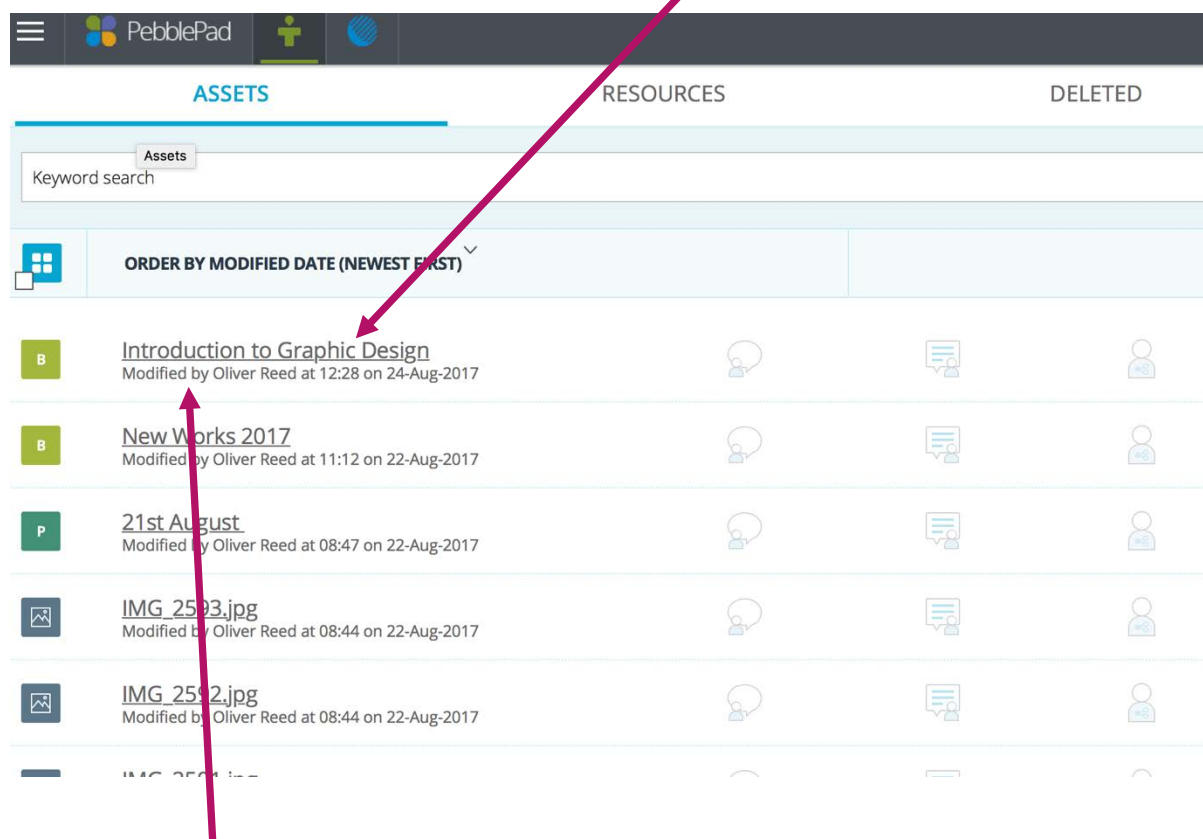 PebblePad
ASSETS RESOURCES DELETED
Assets
Keyword search
ORDER BY MODIFIED DATE (NEWEST FIRST)
B Introduction to Graphic Design
Modified by Oliver Reed at 12:28 on 24-Aug-2017
B New Works 2017
Modified by Oliver Reed at 11:12 on 22-Aug-2017
P 21st August
Modified by Oliver Reed at 08:47 on 22-Aug-2017
IMG_2593.jpg
Modified by Oliver Reed at 08:44 on 22-Aug-2017
IMG_2592.jpg
Modified by Oliver Reed at 08:44 on 22-Aug-2017